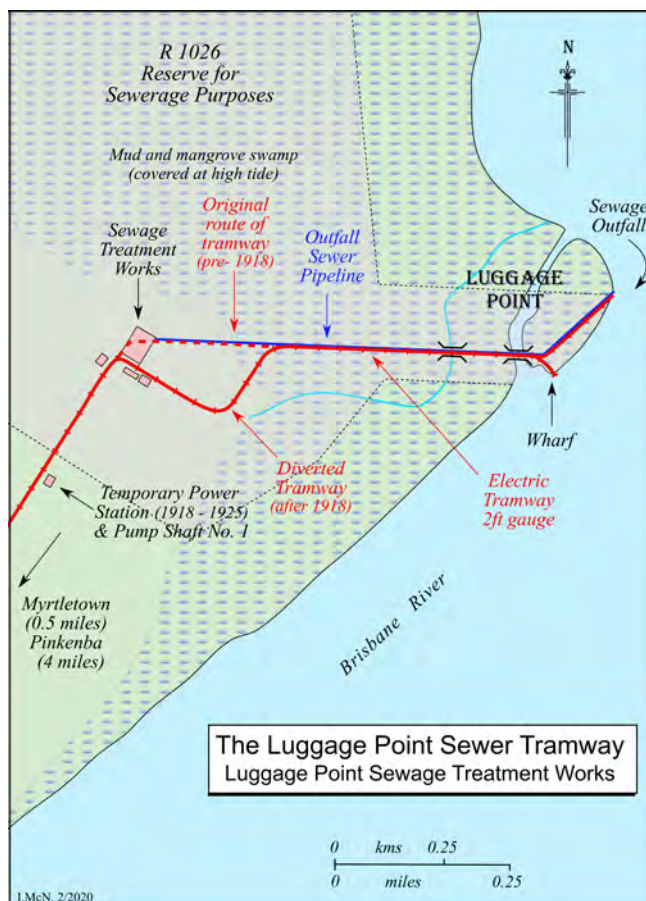 R 1026
Reserve for
Sewerage Purposes
N
Mud and mangrove swamp
(covered at high tide)
Sewage
Outfall
Sewage
Treatment
Works
Original
route of
tramway
(pre- 1918)
Outfall
Sewer
Pipeline
LUGGAGE
POINT
Wharf
Diverted
Tramway
(after 1918)
Electric
Tramway
2ft gauge
Temporary Power
Station (1918 - 1925)
& Pump Shaft No. 1
Myrtletown
(0.5 miles)
Pinkenba
(4 miles)
Brisbane River
The Luggage Point Sewer Tramway
Luggage Point Sewage Treatment Works
0 kms 0.25
0 miles 0.25
J.McN. 2/2020